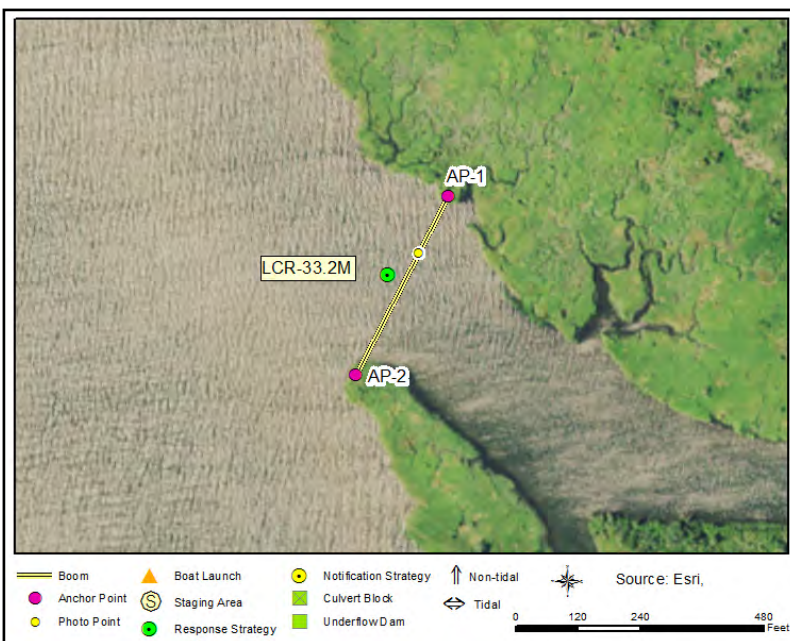 AP-1
LCR-33.2M
AP-2
Boom
Boat Launch
Notification Strategy
Non-tidal
Source: Esri,
Anchor Point
S
Staging Area
Culvert Block
Tidal
Photo Point
Response Strategy
Underflow Dam
0 120 240 480
Feet